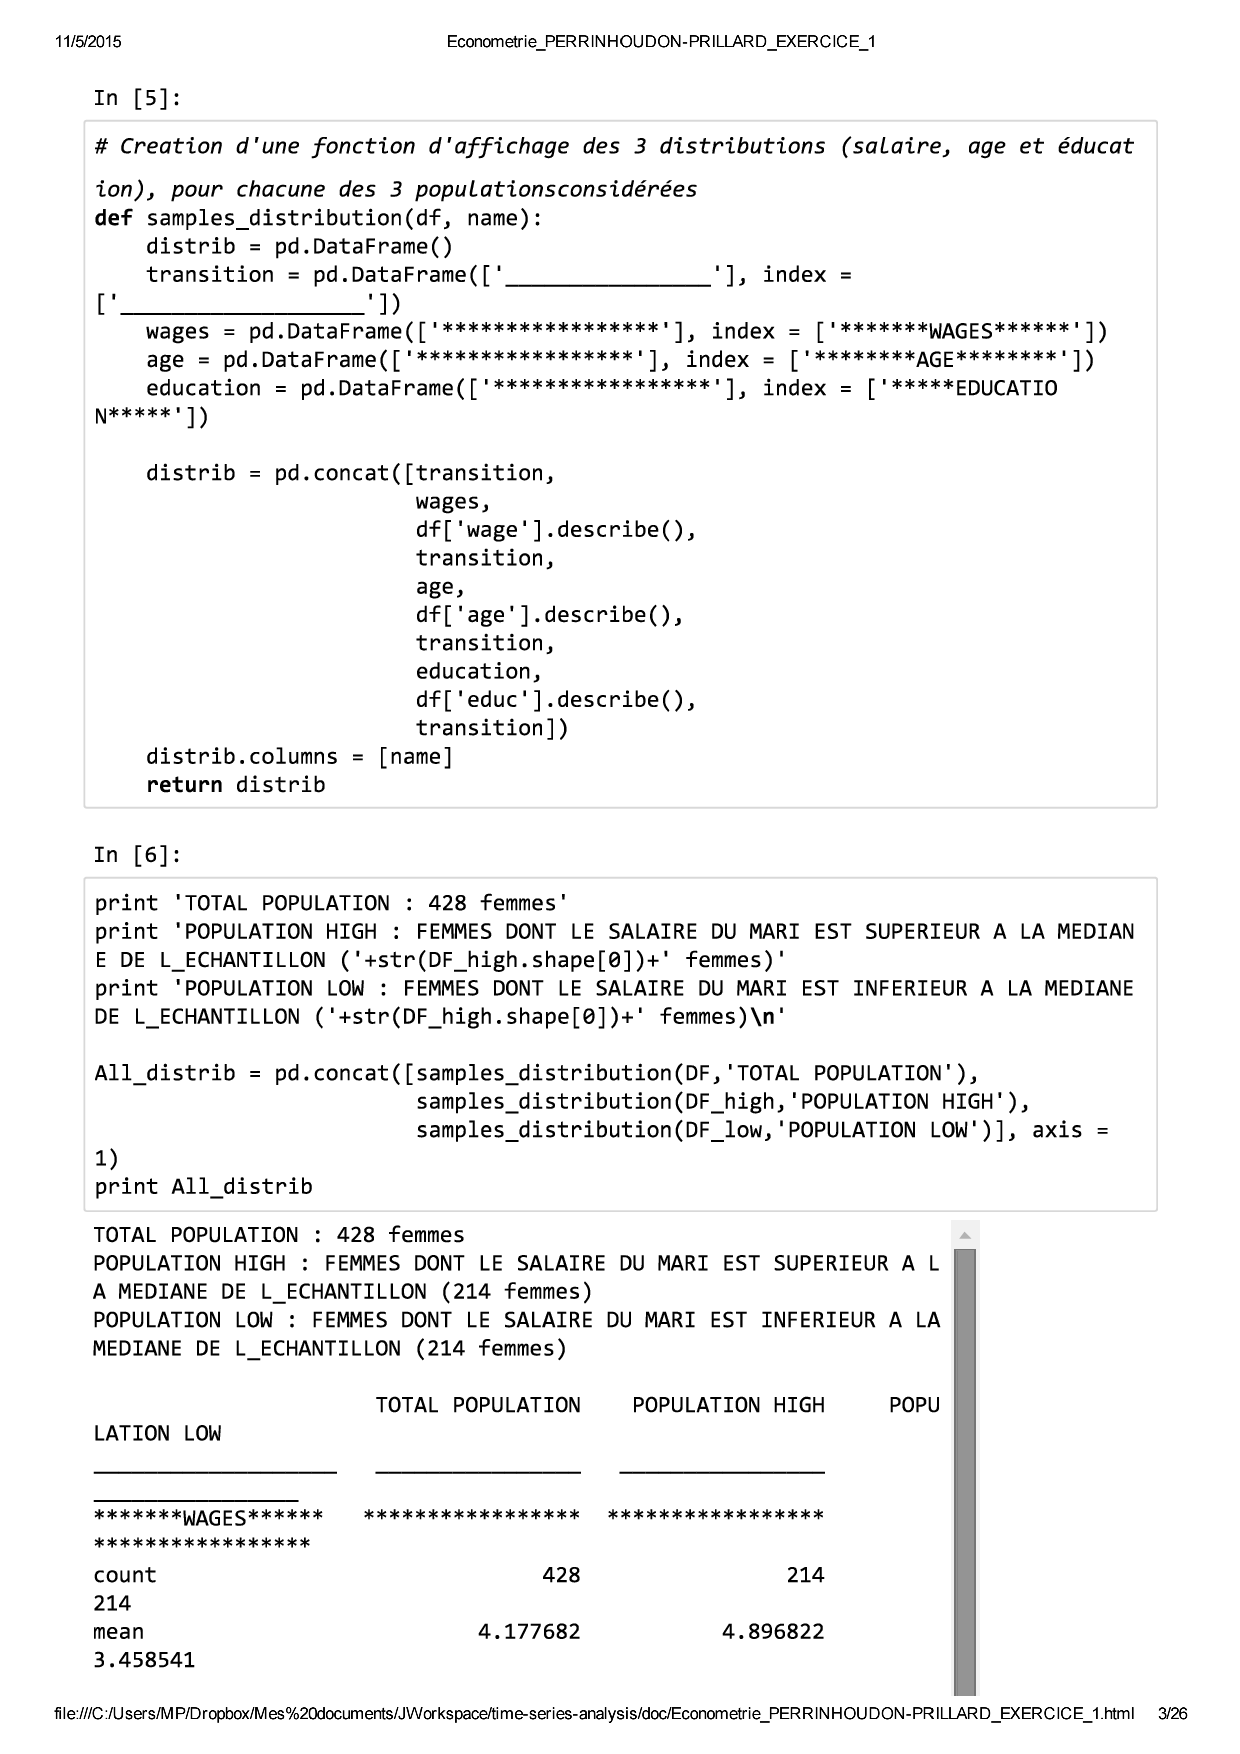 11/5/2015 Econometrie_PERRINHOUDON-PRILLARD_EXERCICE_1
In [5]:
# Creation d'une fonction d'affichage des 3 distributions (salaire, age et éducat
ion), pour chacune des 3 populationsconsidérées
def samples_distribution(df, name):
    distrib = pd.DataFrame()
    transition = pd.DataFrame(['________________'], index =
['___________________'])
    wages = pd.DataFrame(['*****************'], index = ['*******WAGES******'])
    age = pd.DataFrame(['*****************'], index = ['********AGE********'])
    education = pd.DataFrame(['*****************'], index = ['*****EDUCATIO
N*****'])
    distrib = pd.concat([transition,
                         wages,
                         df['wage'].describe(),
                         transition,
                         age,
                         df['age'].describe(),
                         transition,
                         education,
                         df['educ'].describe(),
                         transition])
    distrib.columns = [name]
    return distrib
In [6]:
print 'TOTAL POPULATION : 428 femmes'
print 'POPULATION HIGH : FEMMES DONT LE SALAIRE DU MARI EST SUPERIEUR A LA MEDIAN
E DE L_ECHANTILLON ('+str(DF_high.shape[0])+' femmes)'
print 'POPULATION LOW : FEMMES DONT LE SALAIRE DU MARI EST INFERIEUR A LA MEDIANE
DE L_ECHANTILLON ('+str(DF_high.shape[0])+' femmes)\n'
All_distrib = pd.concat([samples_distribution(DF,'TOTAL POPULATION'),
                         samples_distribution(DF_high,'POPULATION HIGH'),
                         samples_distribution(DF_low,'POPULATION LOW')], axis =
1)
print All_distrib
TOTAL POPULATION : 428 femmes
POPULATION HIGH : FEMMES DONT LE SALAIRE DU MARI EST SUPERIEUR A L
A MEDIANE DE L_ECHANTILLON (214 femmes)
POPULATION LOW : FEMMES DONT LE SALAIRE DU MARI EST INFERIEUR A LA
MEDIANE DE L_ECHANTILLON (214 femmes)
                      TOTAL POPULATION    POPULATION HIGH     POPU
LATION LOW
___________________   ________________   ________________
________________
*******WAGES******   *****************  *****************
*****************
count                              428                214
214
mean                          4.177682           4.896822
3.458541
file:///C:/Users/MP/Dropbox/Mes%20documents/JWorkspace/time-series-analysis/doc/Econometrie_PERRINHOUDON-PRILLARD_EXERCICE_1.html 3/26